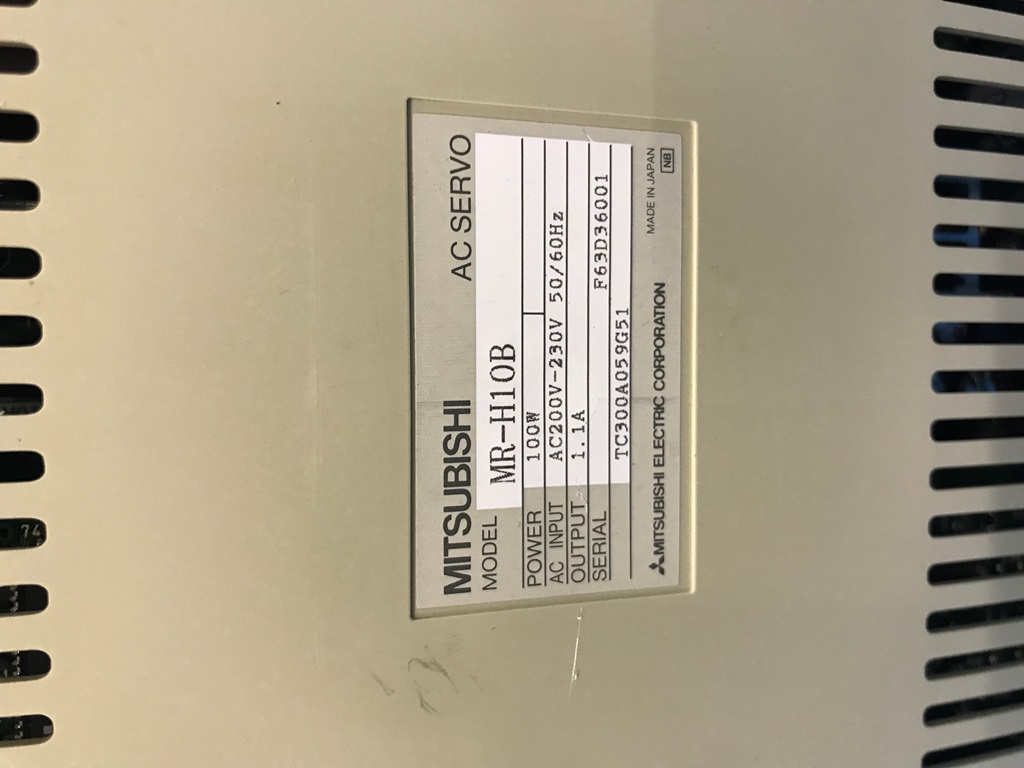 MITSUBISHI AC SERVO
MODEL MR-H10B
POWER 100W
AC INPUT AC200V-230V 50/60Hz
OUTPUT 1.1A
SERIAL F63D36001
TC300A059G51
MITSUBISHI ELECTRIC CORPORATION MADE IN JAPAN
NB
74